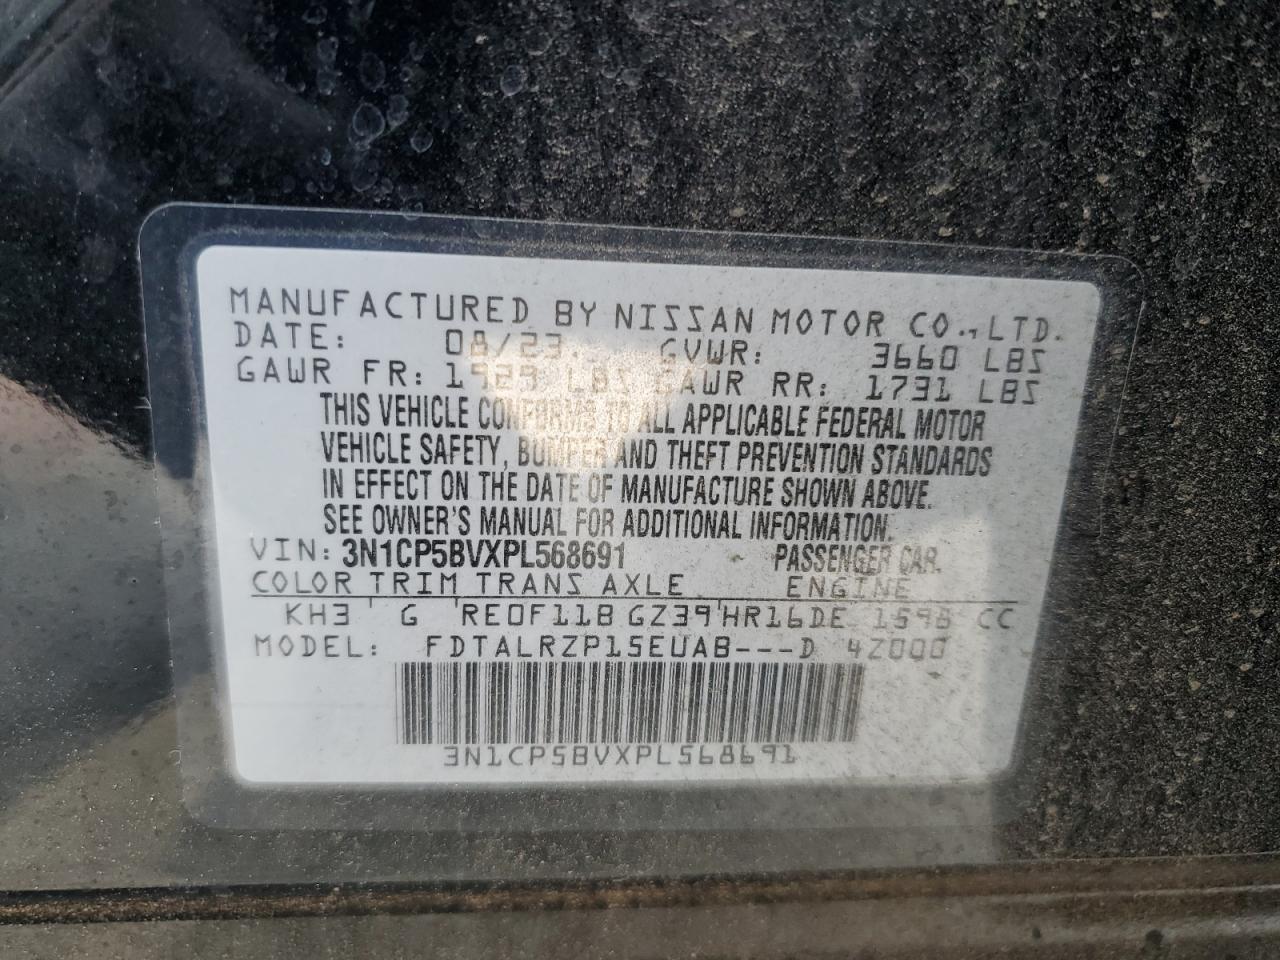 MANUFACTURED BY NISSAN MOTOR CO., LTD.
DATE: 08/23. GVWR: 3660 LBS
GAWR FR: 1929 LBS GAWR RR: 1731 LBS
THIS VEHICLE CONFORMS TO ALL APPLICABLE FEDERAL MOTOR
VEHICLE SAFETY, BUMPER AND THEFT PREVENTION STANDARDS
IN EFFECT ON THE DATE OF MANUFACTURE SHOWN ABOVE.
SEE OWNER'S MANUAL FOR ADDITIONAL INFORMATION.
VIN: 3N1CP5BVXPL568691 PASSENGER CAR.
COLOR TRIM TRANS AXLE ENGINE
KH3 G RE0F11B GZ39 HR16DE 1598 CC
MODEL: FDTALRZP15EUAB---D 4Z000
3N1CP5BVXPL568691